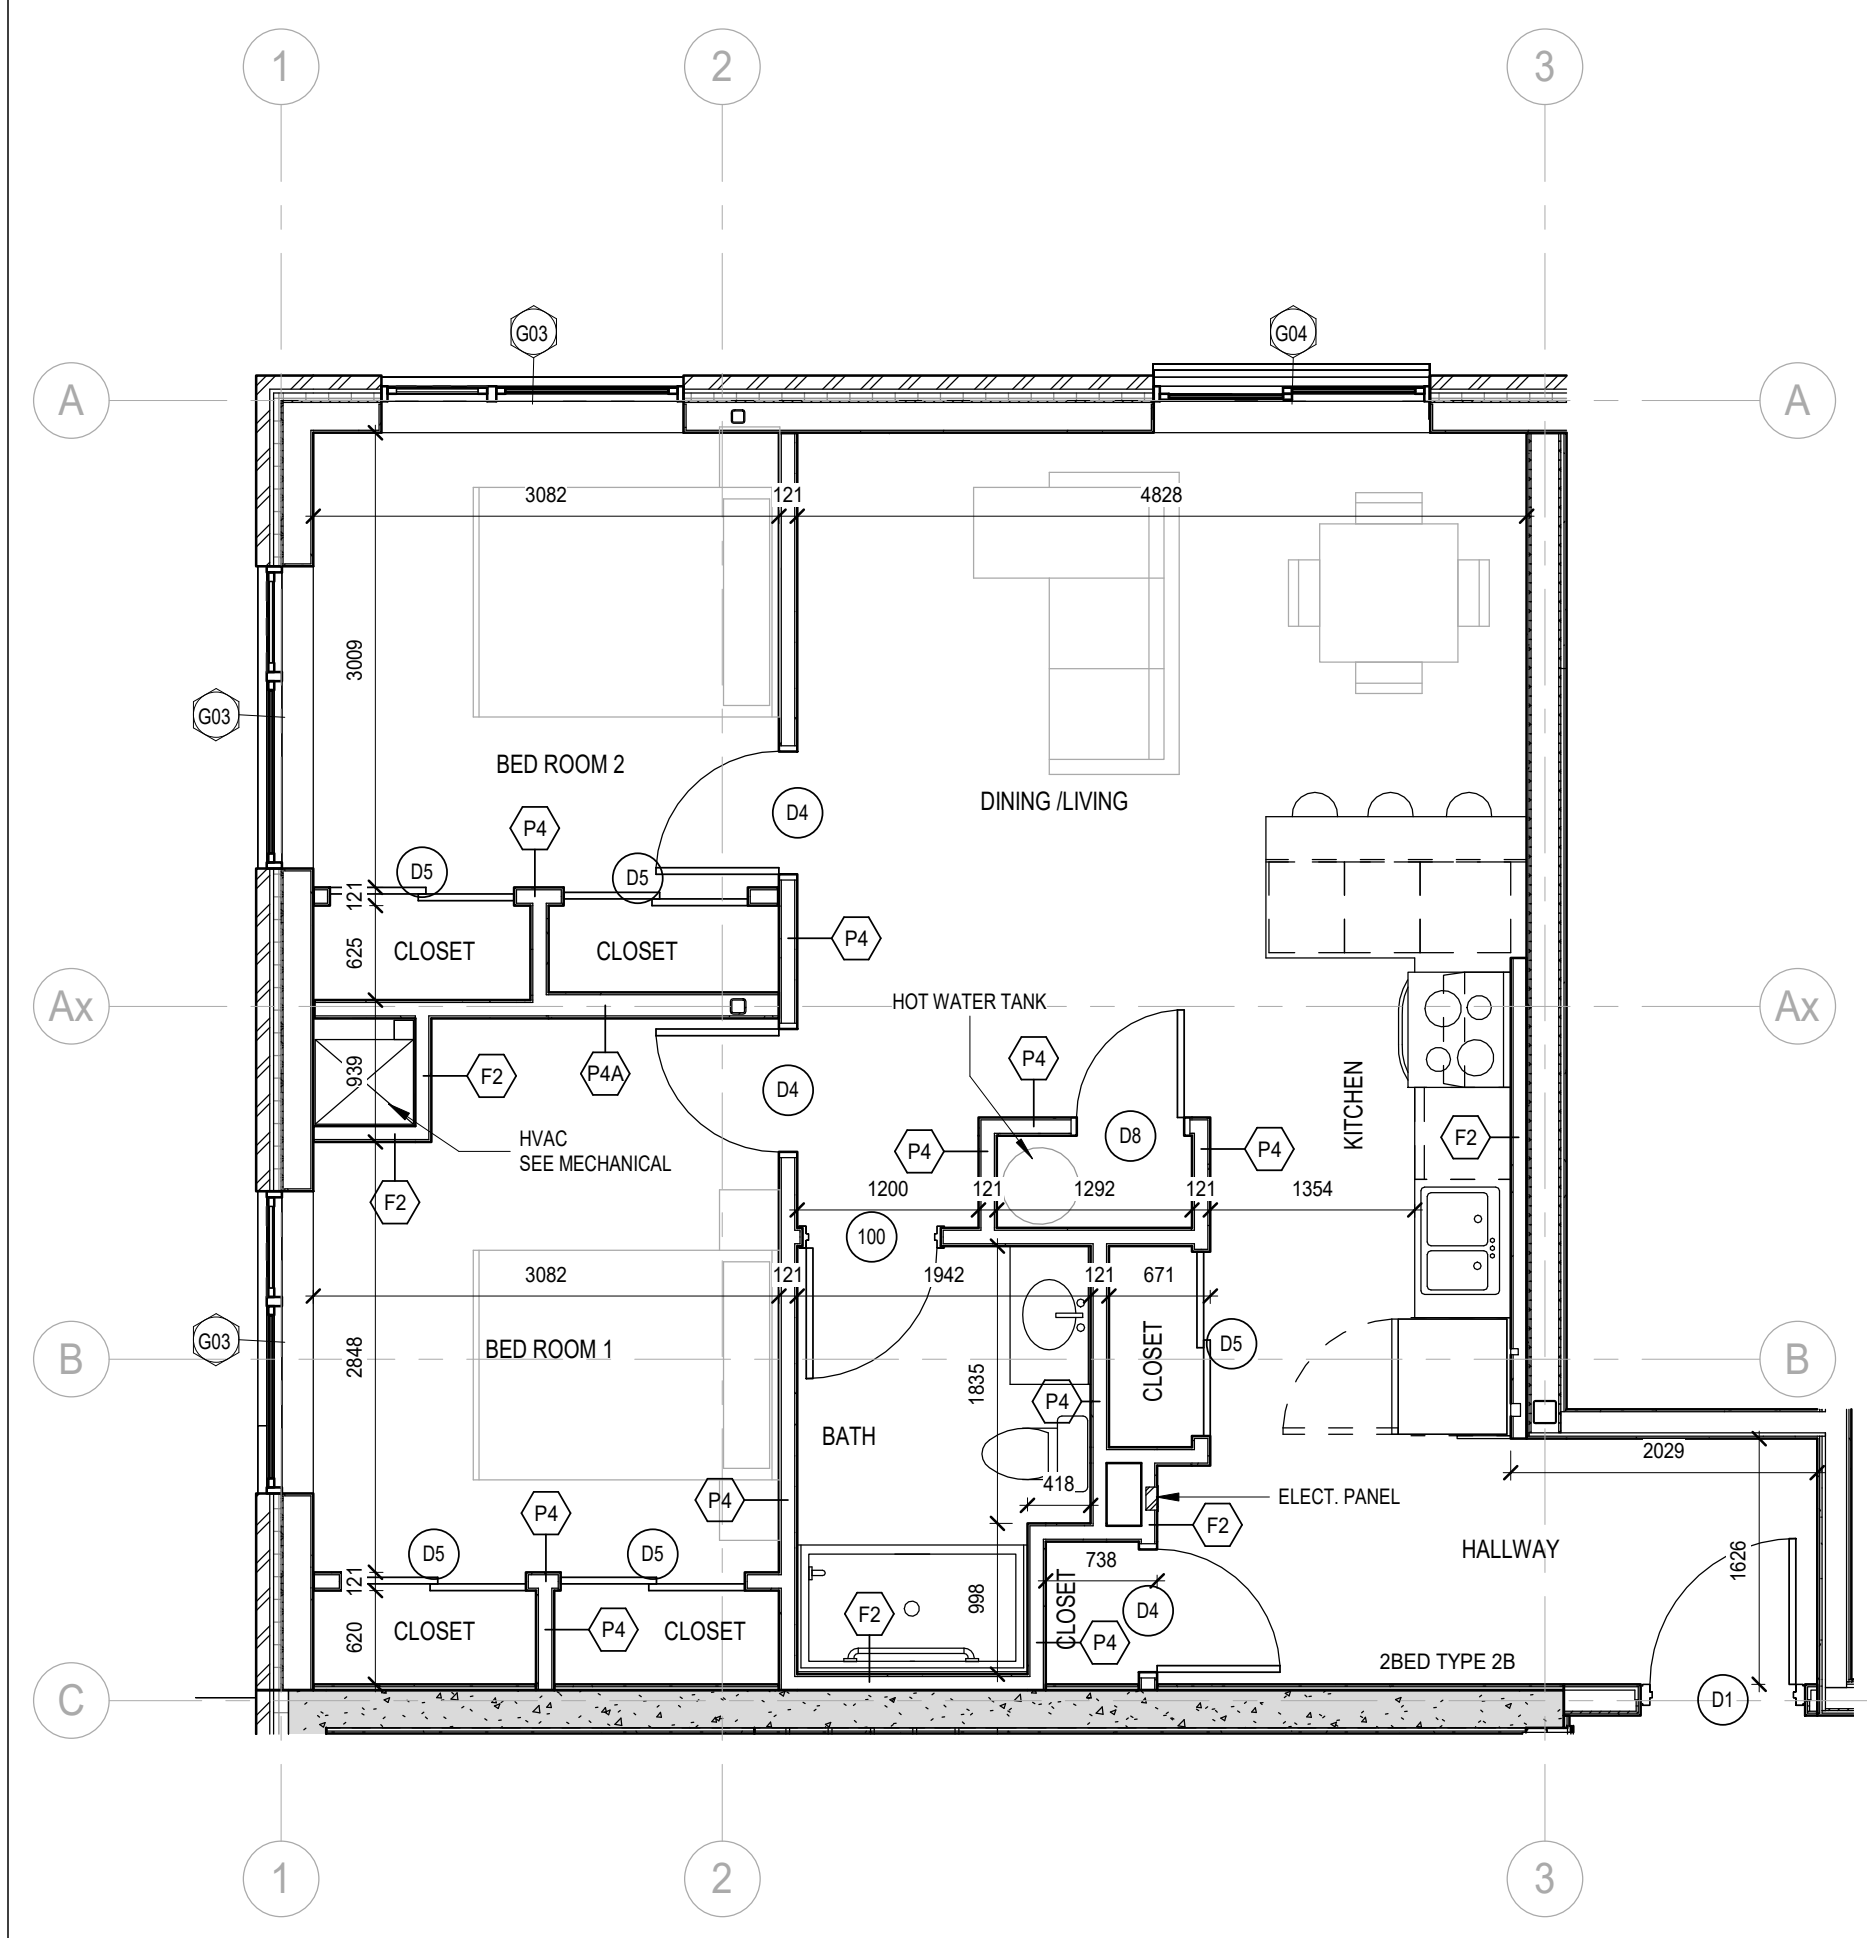 1
2
3
G03
G04
A
A
3082
121
4828
3009
G03
BED ROOM 2
DINING /LIVING
D4
P4
D5
D5
121
P4
CLOSET
CLOSET
625
Ax
HOT WATER TANK
Ax
P4
939
F2
P4A
D4
KITCHEN
HVAC
SEE MECHANICAL
P4
D8
P4
F2
F2
1200
121
1292
121
1354
100
3082
121
1942
121
671
G03
BED ROOM 1
2848
B
CLOSET
D5
B
1835
P4
BATH
2029
418
P4
ELECT. PANEL
P4
F2
HALLWAY
D5
D5
738
1626
121
998
CLOSET
D4
F2
620
CLOSET
P4
CLOSET
P4
2BED TYPE 2B
C
D1
1
2
3